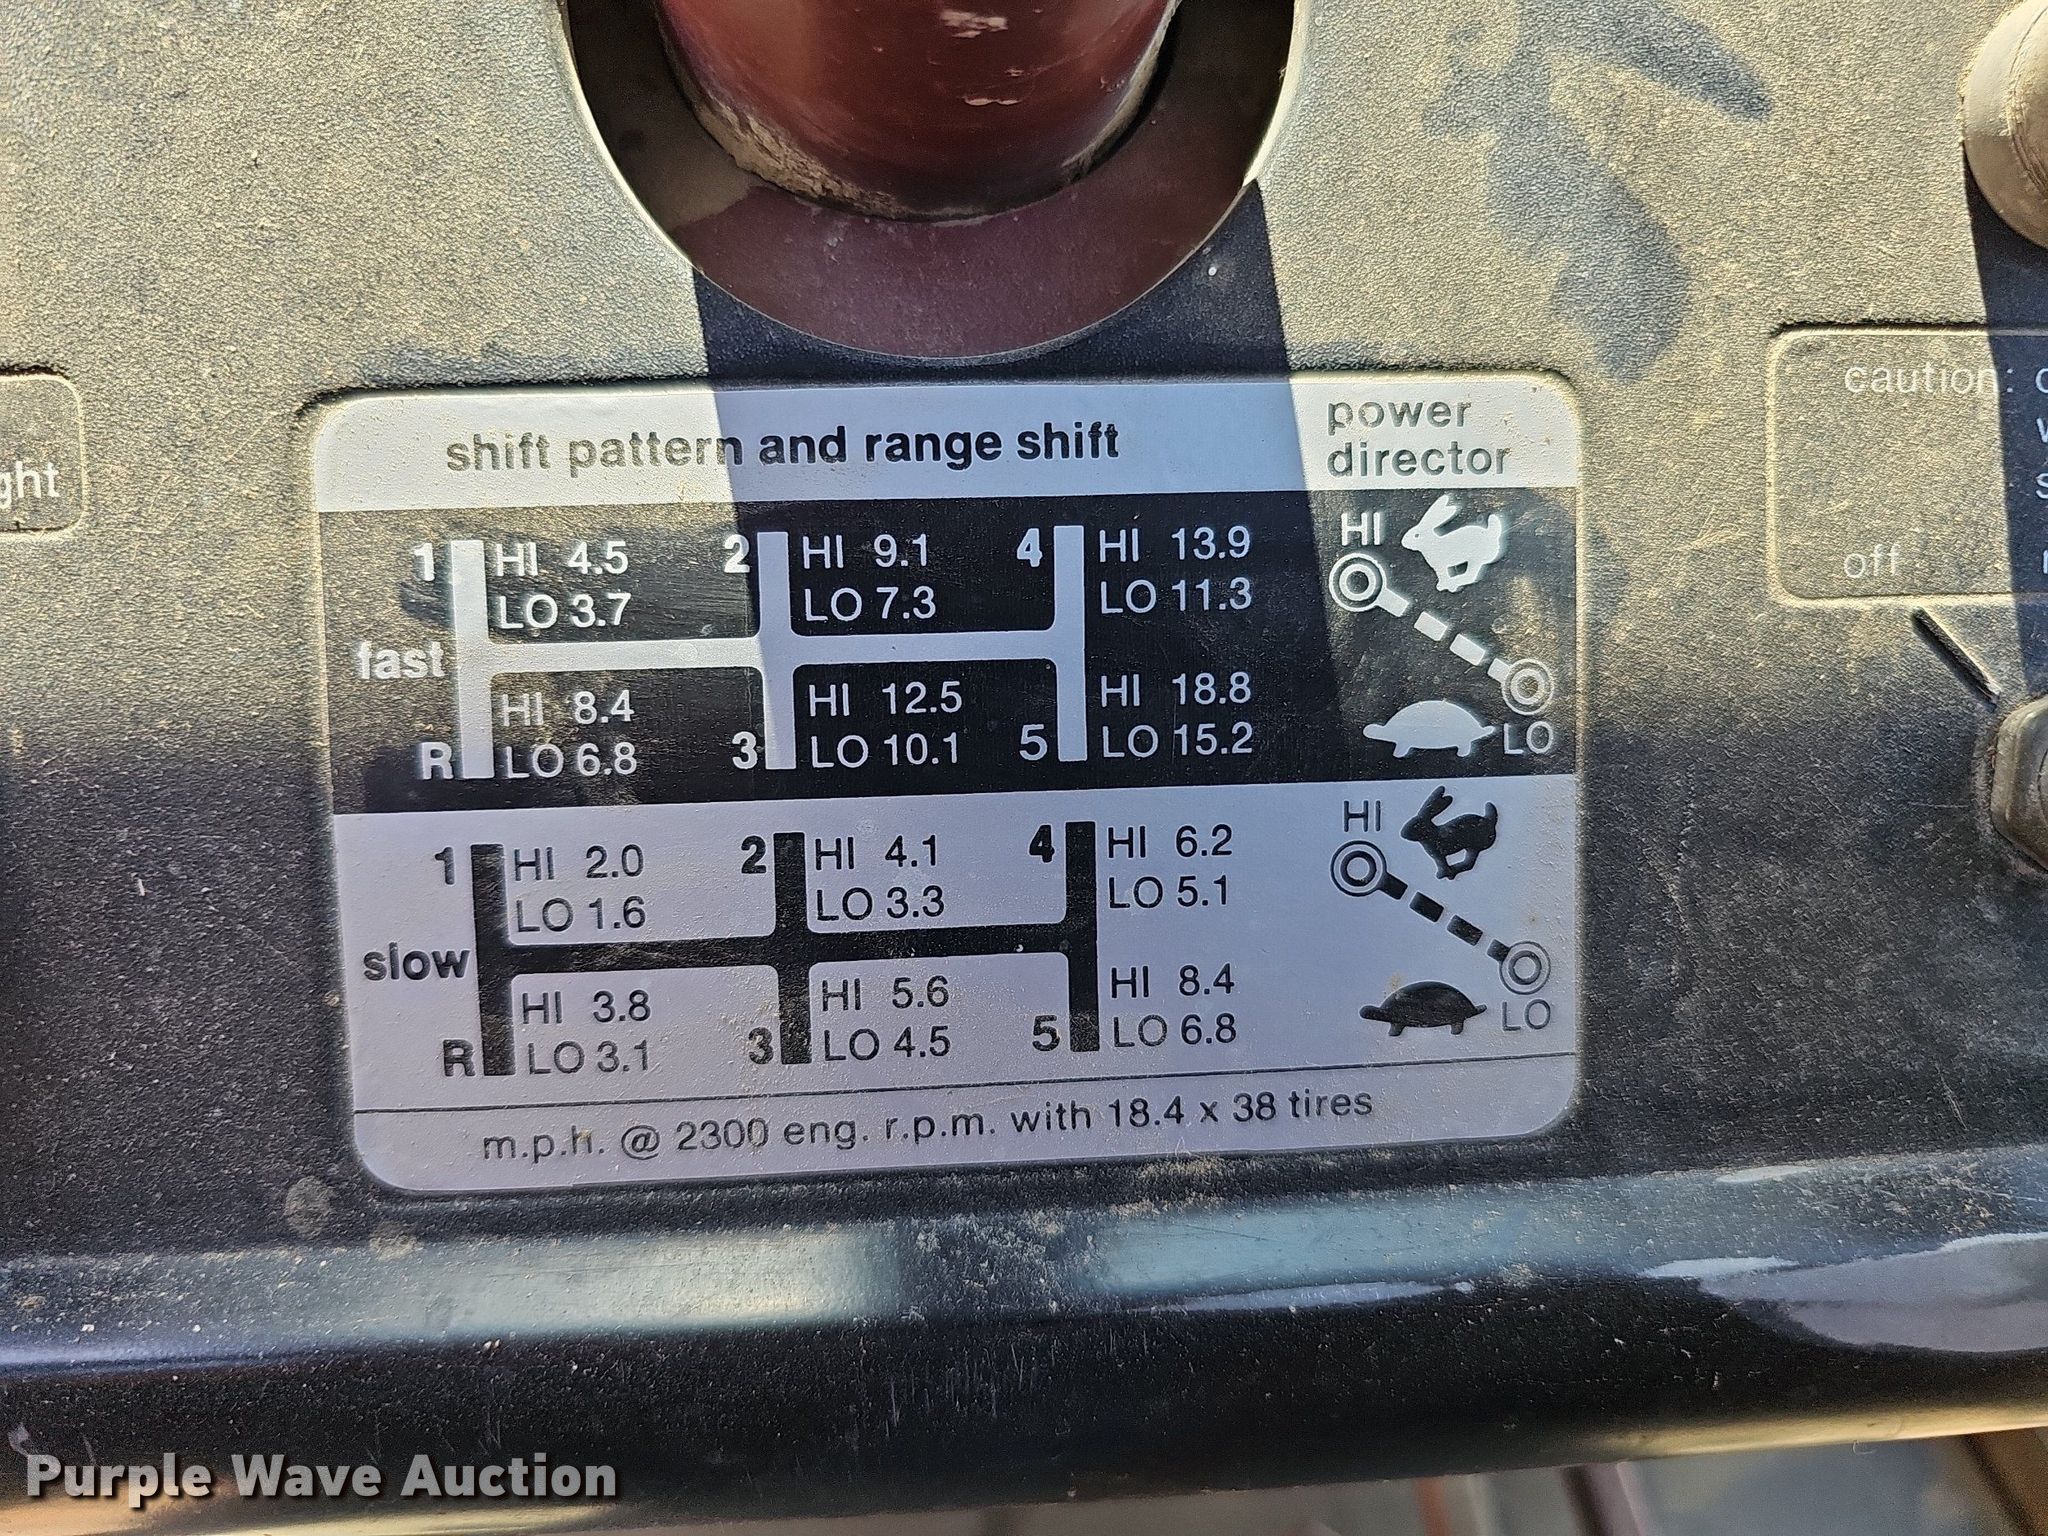 shift pattern and range shift
power
director
1 HI 4.5 2 HI 9.1 4 HI 13.9 HI
LO 3.7 LO 7.3 LO 11.3
fast
HI 8.4 HI 12.5 HI 18.8
R LO 6.8 3 LO 10.1 5 LO 15.2 LO
1 HI 2.0 2 HI 4.1 4 HI 6.2 HI
LO 1.6 LO 3.3 LO 5.1
slow
HI 3.8 HI 5.6 HI 8.4
R LO 3.1 3 LO 4.5 5 LO 6.8 LO
m.p.h. @ 2300 eng. r.p.m. with 18.4 x 38 tires
caution:
off
Purple Wave Auction